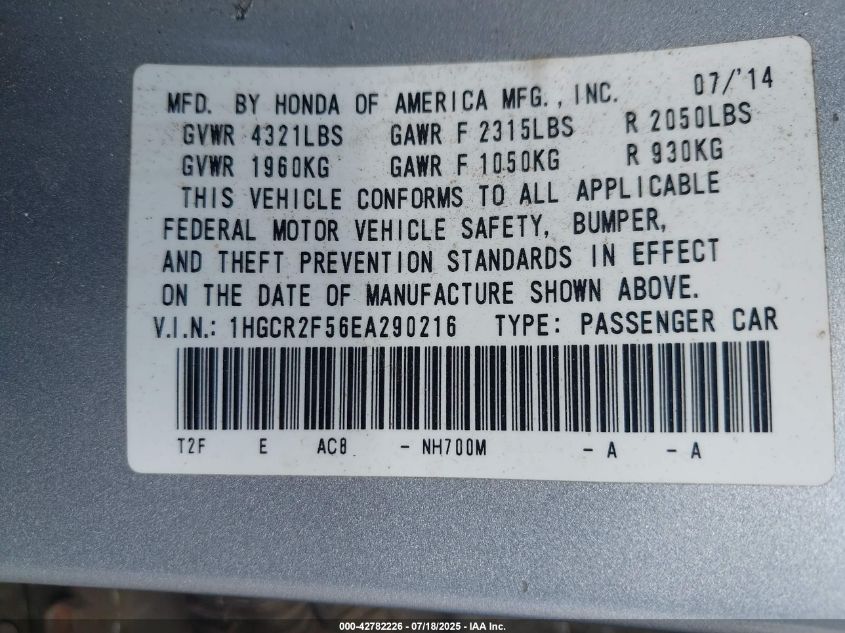 MFD. BY HONDA OF AMERICA MFG., INC. 07/'14
GVWR 4321LBS GAWR F 2315LBS R 2050LBS
GVWR 1960KG GAWR F 1050KG R 930KG
THIS VEHICLE CONFORMS TO ALL APPLICABLE
FEDERAL MOTOR VEHICLE SAFETY, BUMPER,
AND THEFT PREVENTION STANDARDS IN EFFECT
ON THE DATE OF MANUFACTURE SHOWN ABOVE.
V.I.N.: 1HGCR2F56EA290216 TYPE: PASSENGER CAR
T2F E AC8 - NH700M - A - A
000-42782226 - 07/18/2025 - IAA Inc.